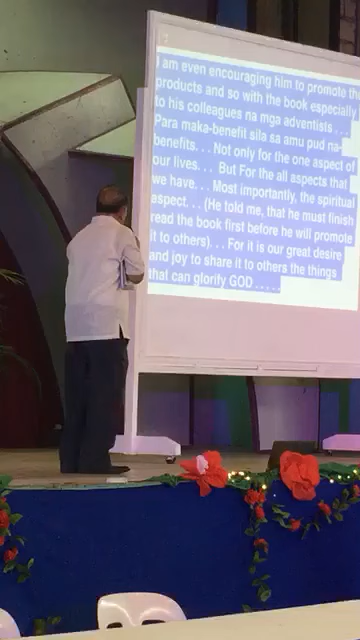 I am even encouraging him to promote the
products and so with the book especially
to his colleagues na mga adventists . . .
Para maka-benefit sila sa amu pud na-
benefits. . . Not only for the one aspect of
our lives. . . But For the all aspects that
we have. . . Most importantly, the spiritual
aspect. . . (He told me, that he must finish
read the book first before he will promote
it to others). . . For it is our great desire
and joy to share it to others the things
that can glorify GOD . . . . .